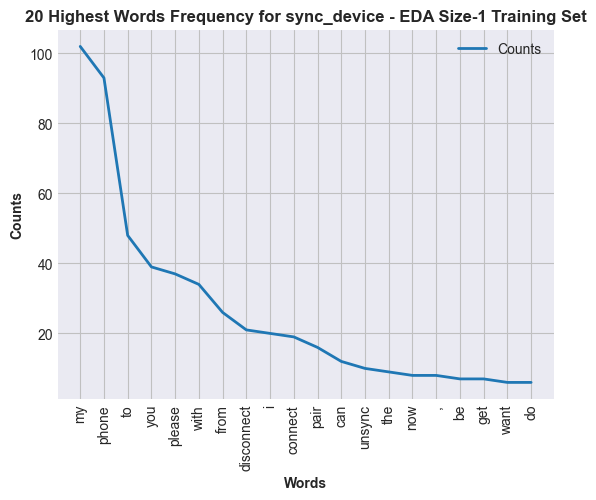 20 Highest Words Frequency for sync_device - EDA Size-1 Training Set
Counts
100
80
60
40
20
Counts
my
phone
to
you
please
with
from
disconnect
i
connect
pair
can
unsync
the
now
,
be
get
want
do
Words